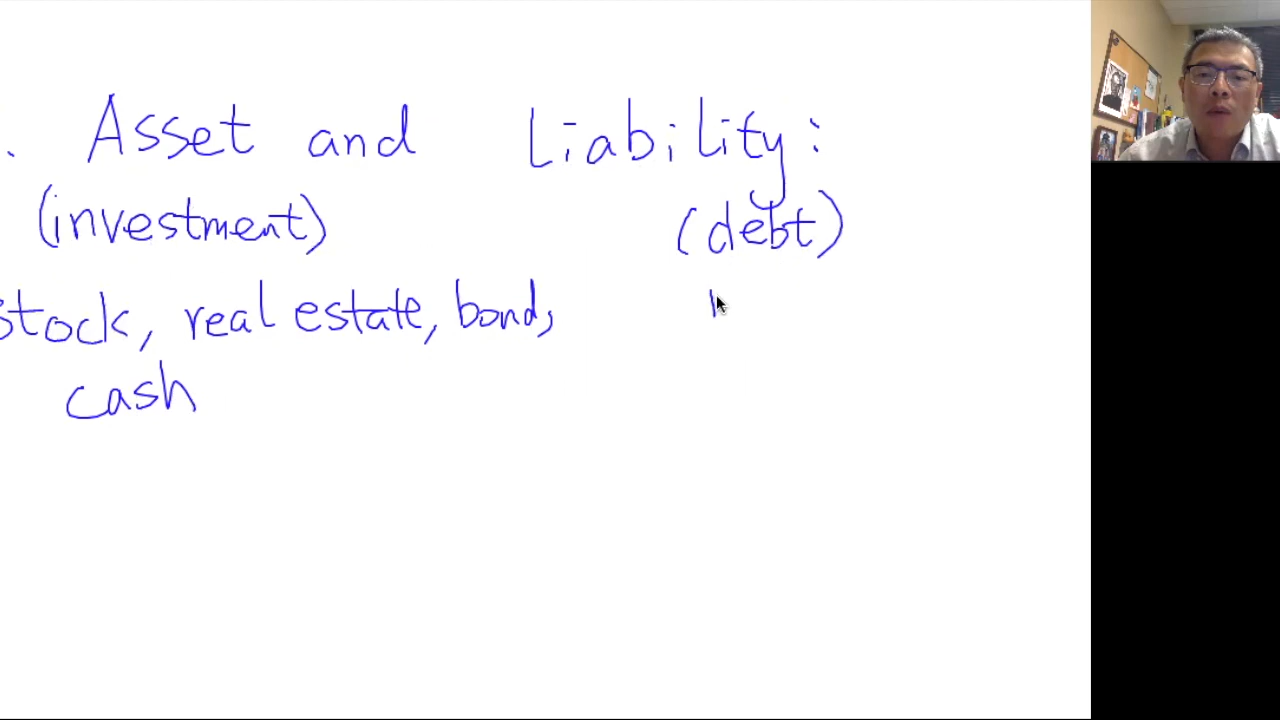 . Asset and Liability:
(investment) (debt)
stock, real estate, bond,
cash